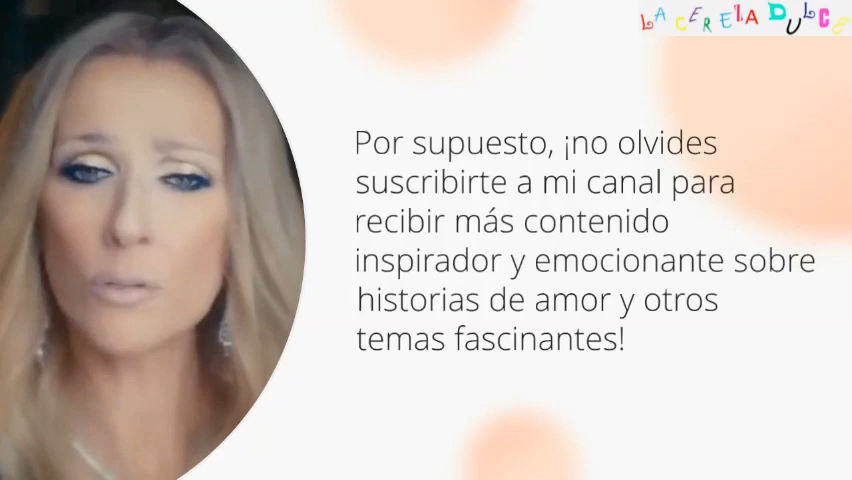 LA CEREZA DULCE
Por supuesto, ¡no olvides
suscribirte a mi canal para
recibir más contenido
inspirador y emocionante sobre
historias de amor y otros
temas fascinantes!